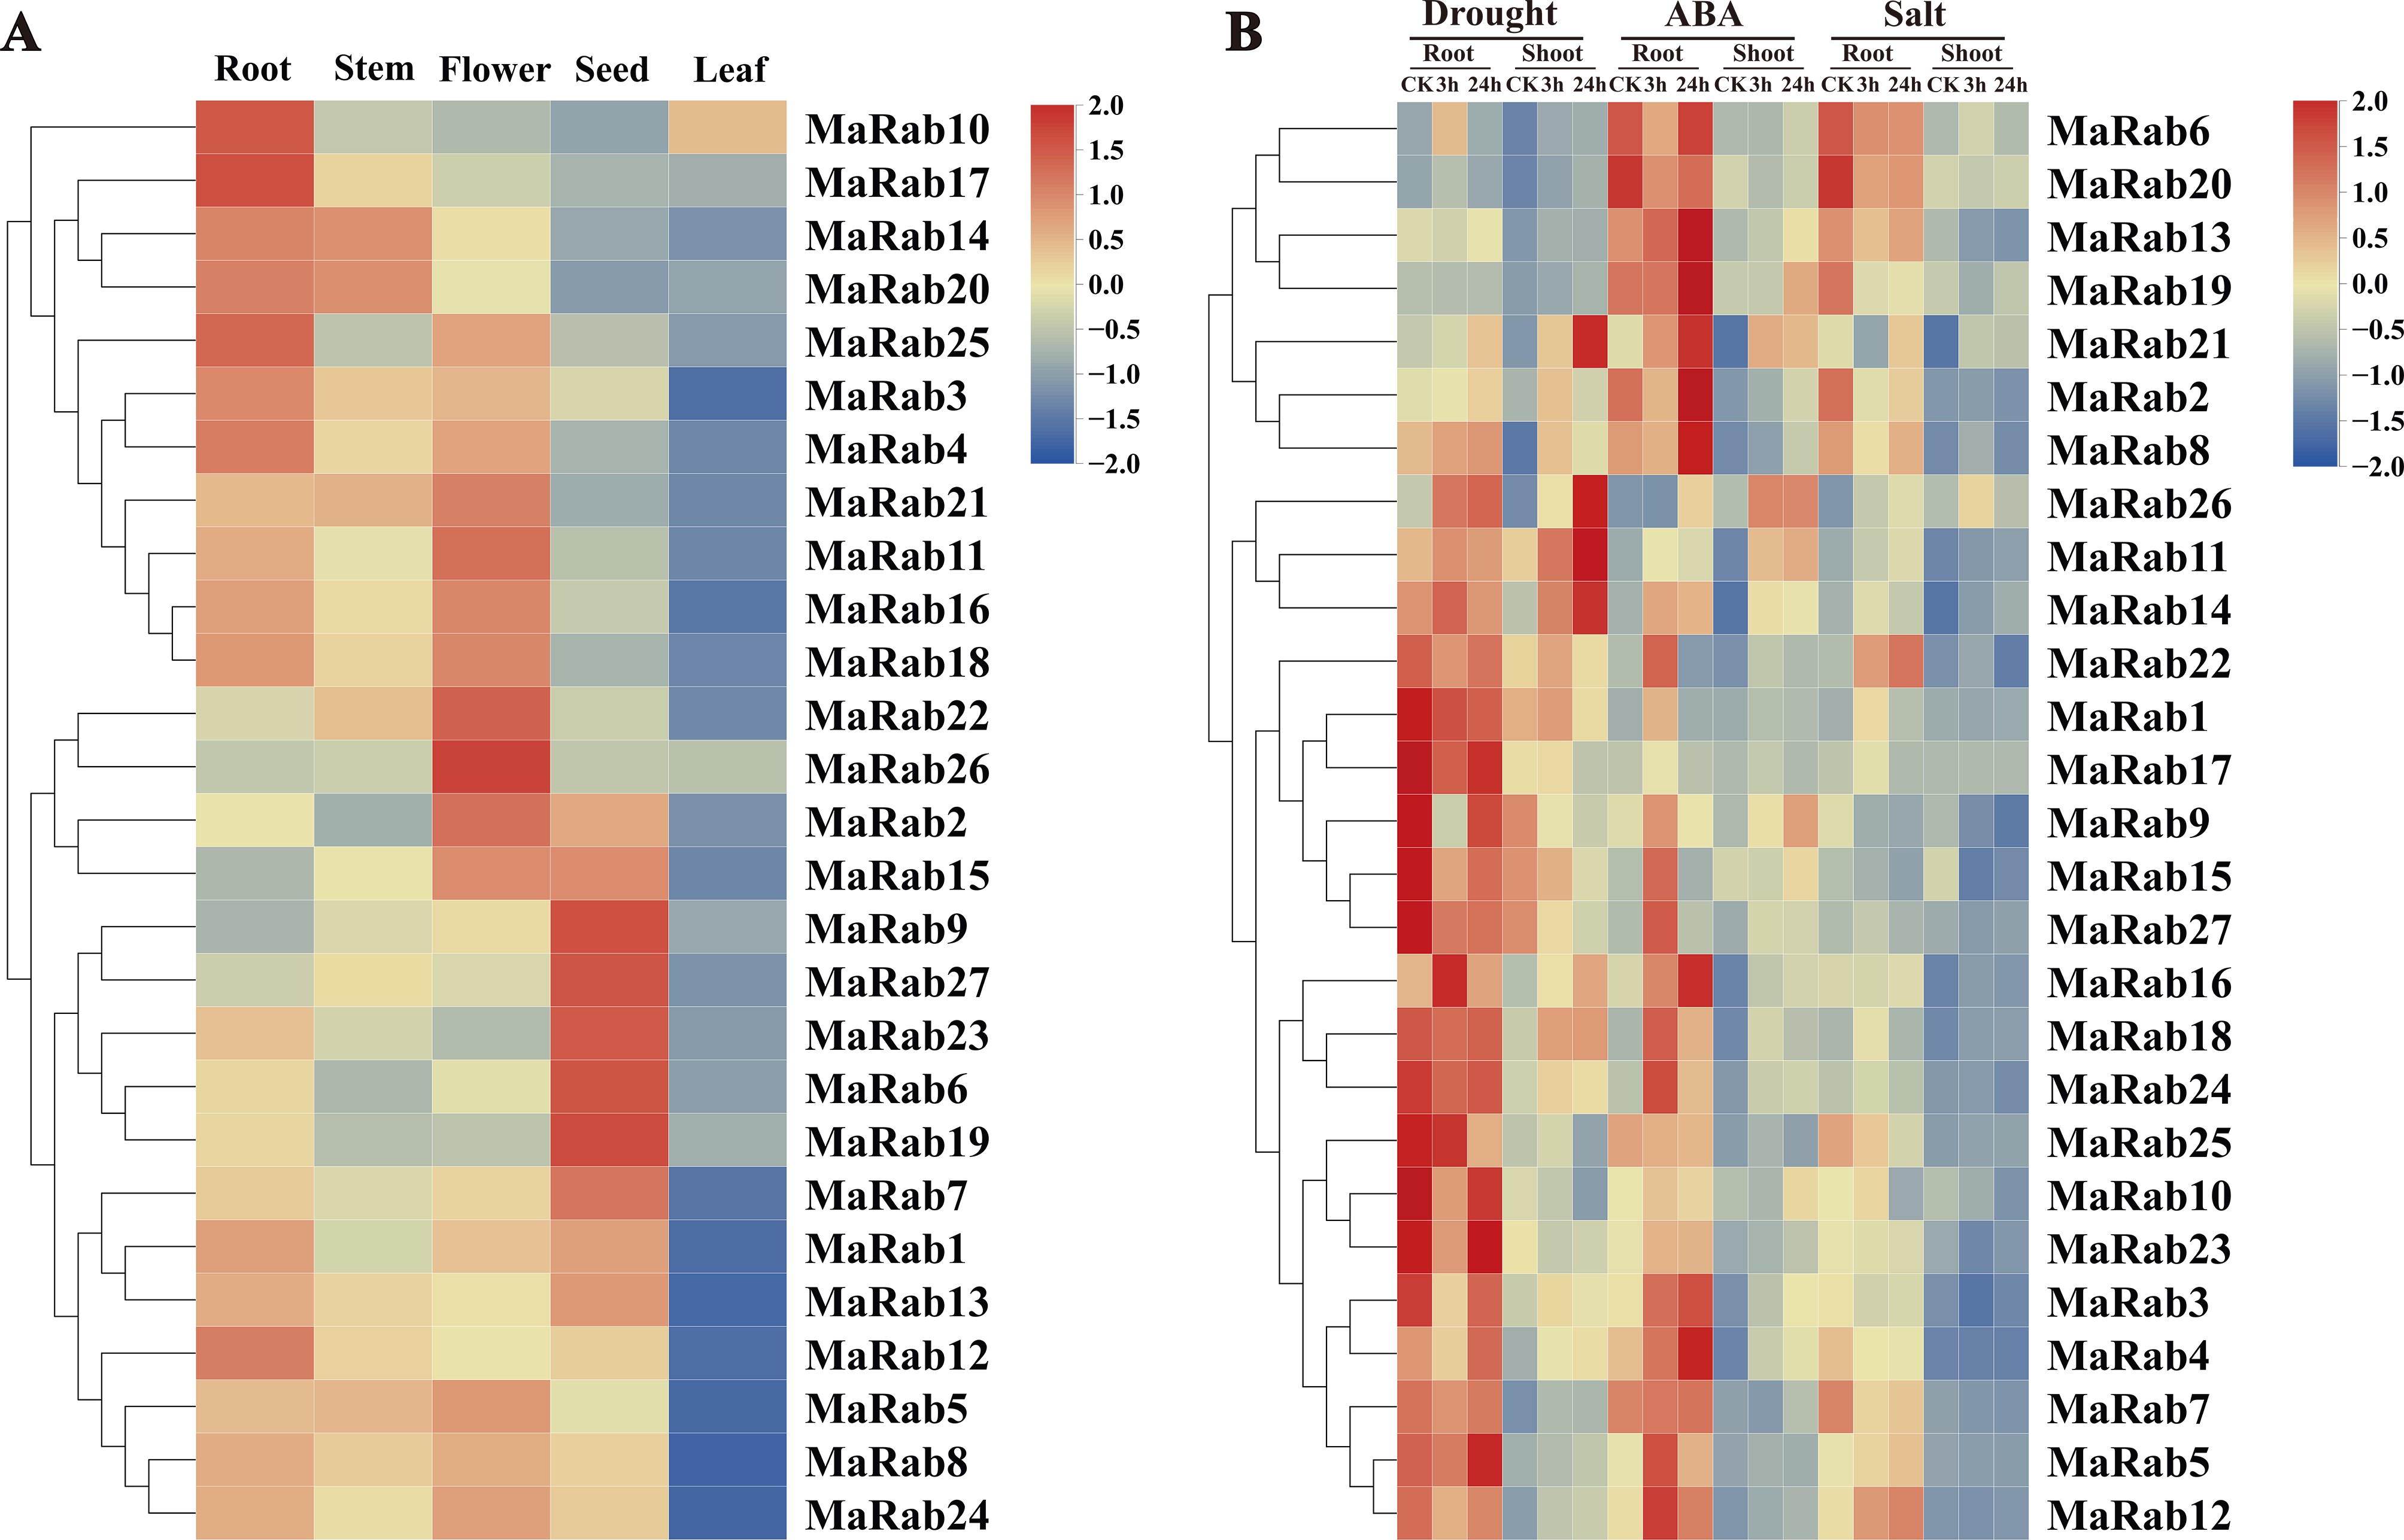 A
Root Stem Flower Seed Leaf
MaRab10
MaRab17
MaRab14
MaRab20
MaRab25
MaRab3
MaRab4
MaRab21
MaRab11
MaRab16
MaRab18
MaRab22
MaRab26
MaRab2
MaRab15
MaRab9
MaRab27
MaRab23
MaRab6
MaRab19
MaRab7
MaRab1
MaRab13
MaRab12
MaRab5
MaRab8
MaRab24
2.0
1.5
1.0
0.5
0.0
−0.5
−1.0
−1.5
−2.0
B
Drought ABA Salt
Root Shoot Root Shoot Root Shoot
CK 3h 24h CK 3h 24h CK 3h 24h CK 3h 24h CK 3h 24h CK 3h 24h
MaRab6
MaRab20
MaRab13
MaRab19
MaRab21
MaRab2
MaRab8
MaRab26
MaRab11
MaRab14
MaRab22
MaRab1
MaRab17
MaRab9
MaRab15
MaRab27
MaRab16
MaRab18
MaRab24
MaRab25
MaRab10
MaRab23
MaRab3
MaRab4
MaRab7
MaRab5
MaRab12
2.0
1.5
1.0
0.5
0.0
−0.5
−1.0
−1.5
−2.0